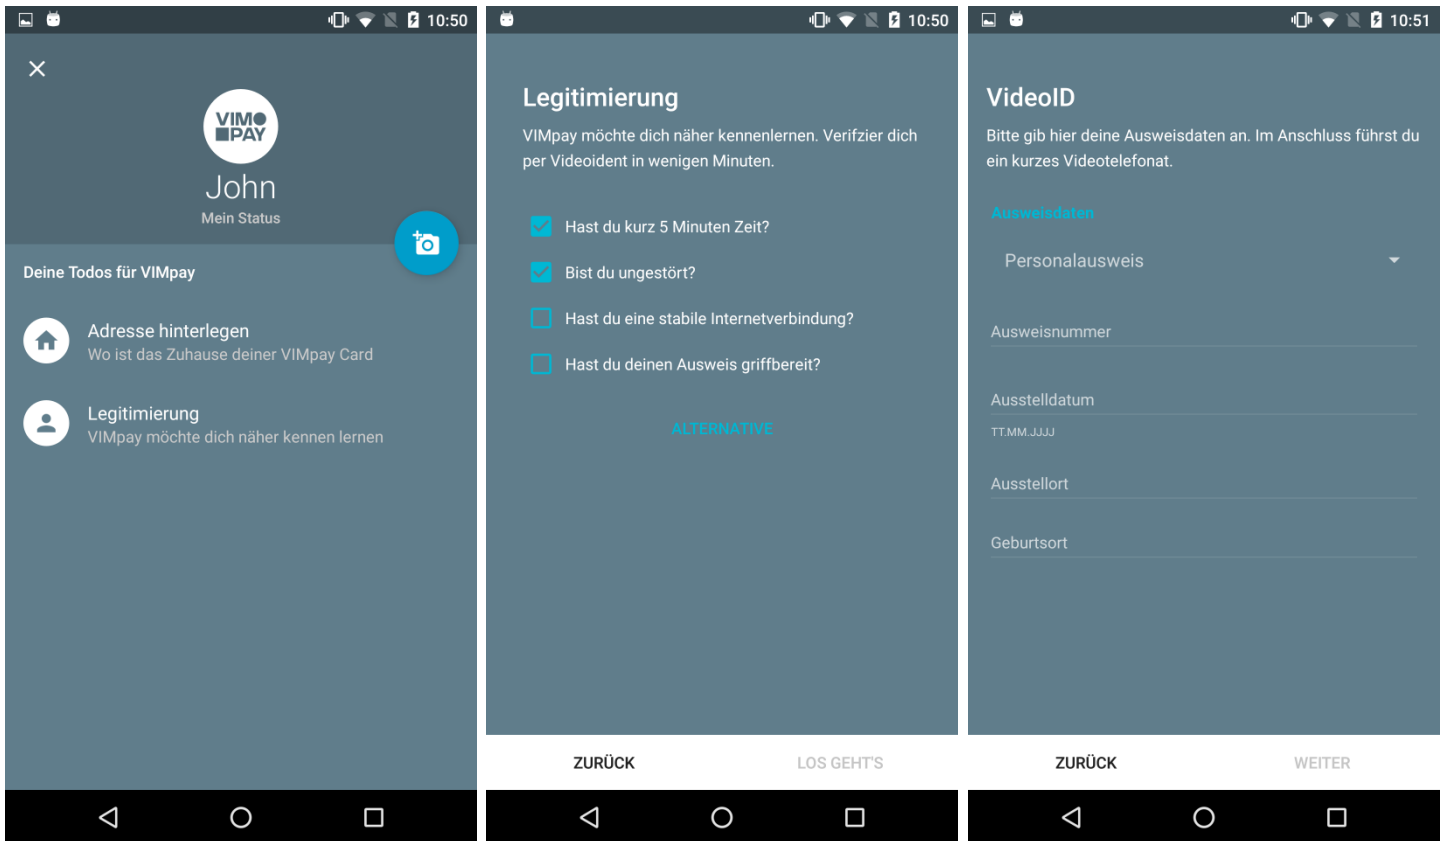 10:50
VIMPAY
John
Mein Status
Deine Todos für VIMpay
Adresse hinterlegen
Wo ist das Zuhause deiner VIMpay Card
Legitimierung
VIMpay möchte dich näher kennen lernen
10:50
Legitimierung
VIMpay möchte dich näher kennenlernen. Verifzier dich
per Videoident in wenigen Minuten.
Hast du kurz 5 Minuten Zeit?
Bist du ungestört?
Hast du eine stabile Internetverbindung?
Hast du deinen Ausweis griffbereit?
ALTERNATIVE
ZURÜCK
LOS GEHT'S
10:51
VideoID
Bitte gib hier deine Ausweisdaten an. Im Anschluss führst du
ein kurzes Videotelefonat.
Ausweisdaten
Personalausweis
Ausweisnummer
Ausstelldatum
TT.MM.JJJJ
Ausstellort
Geburtsort
ZURÜCK
WEITER